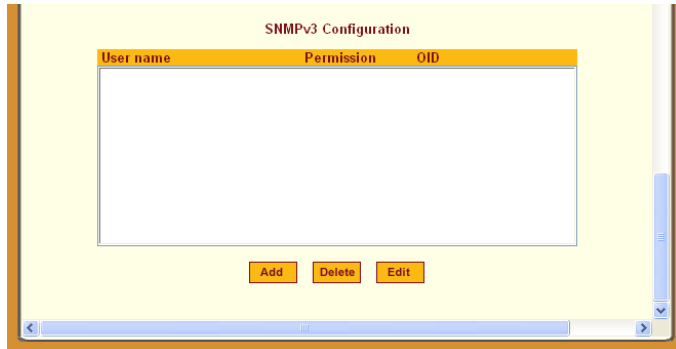 SNMPv3 Configuration
User name Permission OID
Add Delete Edit